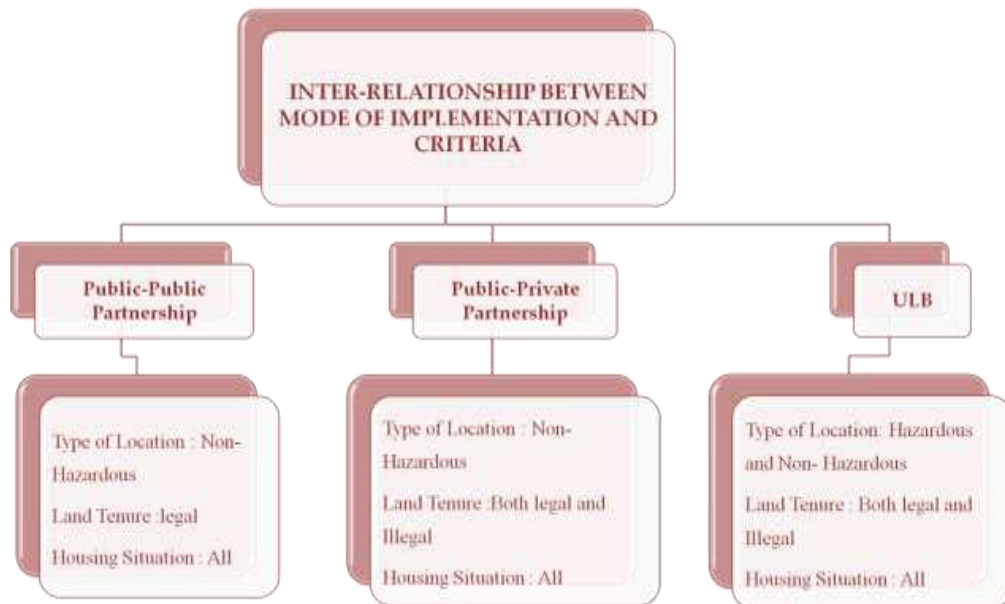 INTER-RELATIONSHIP BETWEEN
MODE OF IMPLEMENTATION AND
CRITERIA
Public-Public
Partnership
Public-Private
Partnership
ULB
Type of Location : Non-
Hazardous
Land Tenure :legal
Housing Situation : All
Type of Location : Non-
Hazardous
Land Tenure :Both legal and
Illegal
Housing Situation : All
Type of Location: Hazardous
and Non- Hazardous
Land Tenure : Both legal and
Illegal
Housing Situation : All